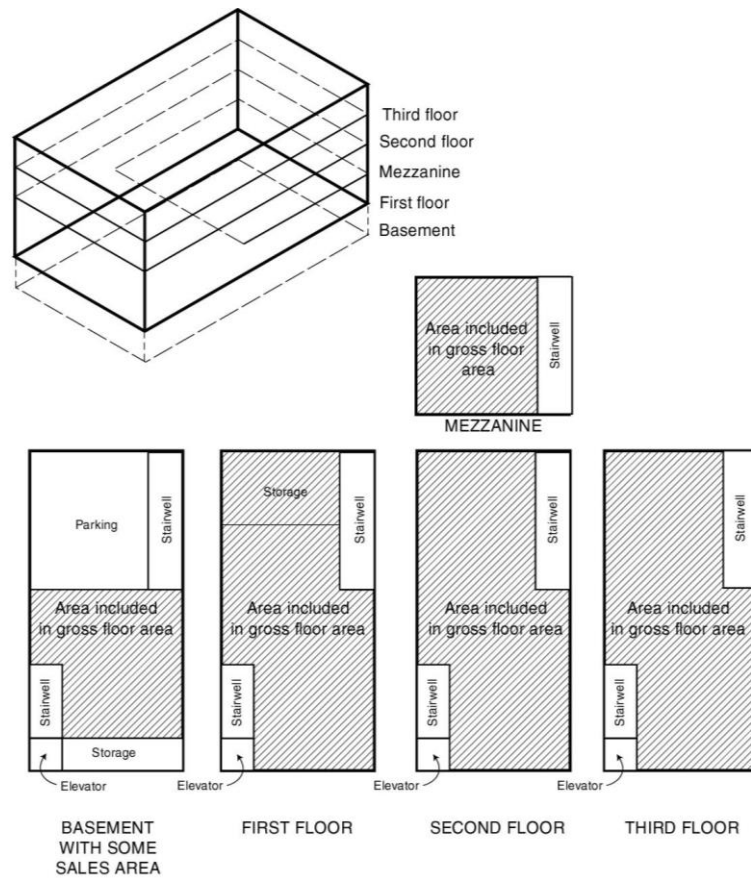 Third floor
Second floor
Mezzanine
First floor
Basement
Area included
in gross floor
area
Stairwell
MEZZANINE
Parking
Stairwell
Area included
in gross floor area
Stairwell
Storage
Elevator
BASEMENT
WITH SOME
SALES AREA
Storage
Stairwell
Area included
in gross floor area
Stairwell
Elevator
FIRST FLOOR
Stairwell
Area included
in gross floor area
Stairwell
Elevator
SECOND FLOOR
Stairwell
Area included
in gross floor area
Stairwell
Elevator
THIRD FLOOR